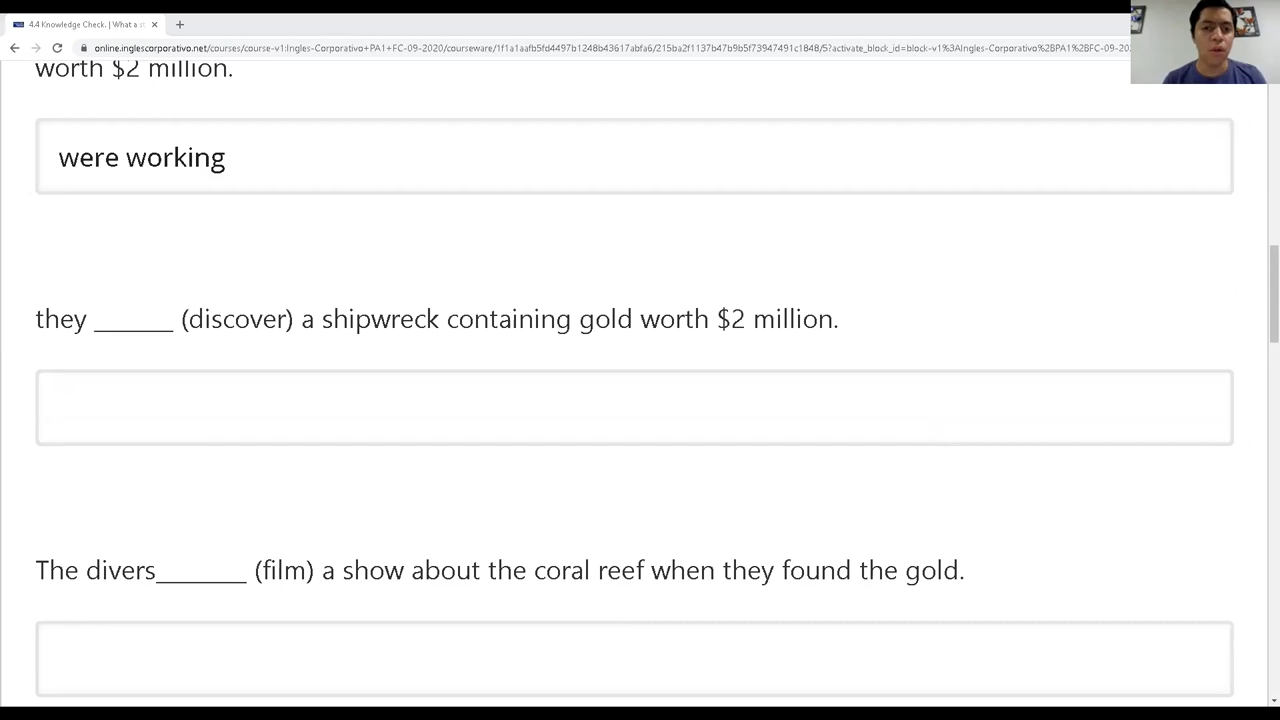 4.4 Knowledge Check. | What a st
online.inglescorporativo.net/courses/course-v1:Ingles-Corporativo+PA1+FC-09-2020/courseware/1f1a1aafb5fd4497b1248b43617abfa6/215ba2f1137b47b9b5f73947491c1848/5?activate_block_id=block-v1%3AIngles-Corporativo%2BPA1%2BFC-09-20
worth $2 million.
were working
they ______ (discover) a shipwreck containing gold worth $2 million.
The divers_______ (film) a show about the coral reef when they found the gold.